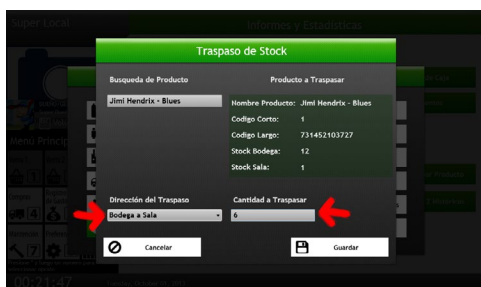 Super Local
Informes y Estadisticas
Traspaso de Stock
Busqueda de Producto
Producto a Traspasar
Jimi Hendrix - Blues
Nombre Producto: Jimi Hendrix - Blues
Codigo Corto: 1
Codigo Largo: 731452103727
Stock Bodega: 12
Stock Sala: 1
Menu Princip
Dirección del Traspaso
Cantidad a Traspasar
Bodega a Sala
6
Cancelar
Guardar
00:21:47